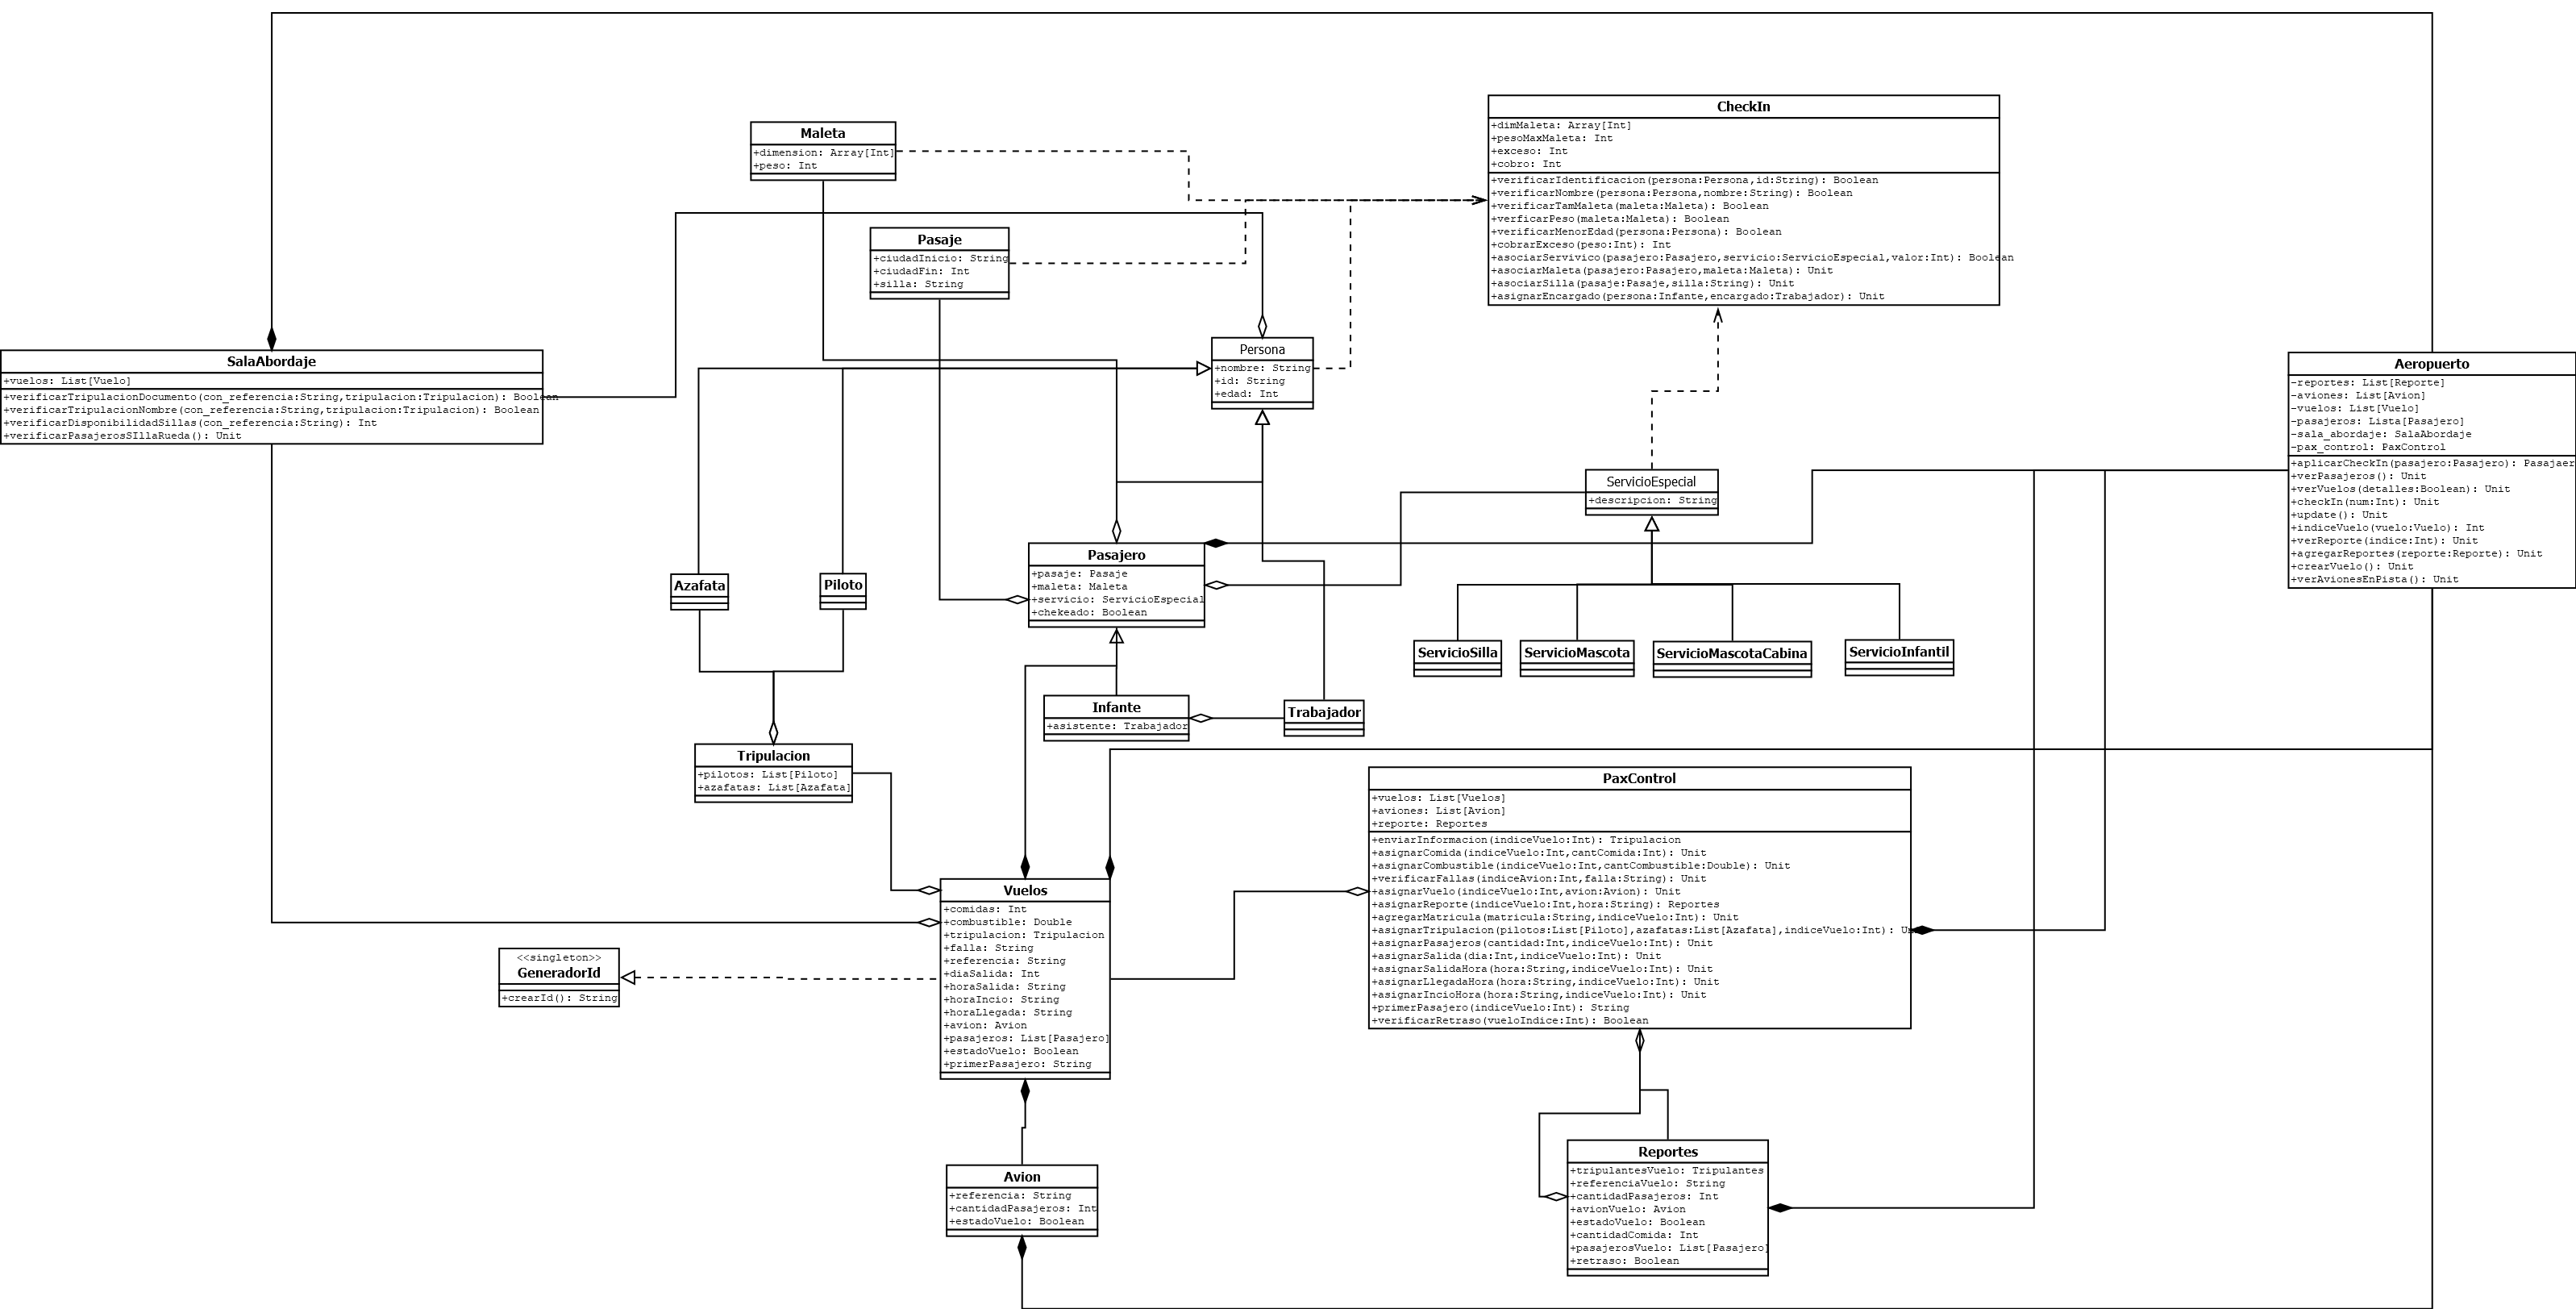 Maleta
+dimension: Array[Int]
+peso: Int
CheckIn
+dimMaleta: Array[Int]
+pesoMaxMaleta: Int
+exceso: Int
+cobro: Int
+verificarIdentificacion(persona:Persona,id:String): Boolean
+verificarNombre(persona:Persona,nombre:String): Boolean
+verificarTamMaleta(maleta:Maleta): Boolean
+verficarPeso(maleta:Maleta): Boolean
+verificarMenorEdad(persona:Persona): Boolean
+cobrarExceso(peso:Int): Int
+asociarServivico(pasajero:Pasajero,servicio:ServicioEspecial,valor:Int): Boolean
+asociarMaleta(pasajero:Pasajero,maleta:Maleta): Unit
+asociarSilla(pasaje:Pasaje,silla:String): Unit
+asignarEncargado(persona:Infante,encargado:Trabajador): Unit
Pasaje
+ciudadInicio: String
+ciudadFin: Int
+silla: String
Persona
+nombre: String
+id: String
+edad: Int
SalaAbordaje
+vuelos: List[Vuelo]
+verificarTripulacionDocumento(con_referencia:String,tripulacion:Tripulacion): Boolean
+verificarTripulacionNombre(con_referencia:String,tripulacion:Tripulacion): Boolean
+verificarDisponibilidadSillas(con_referencia:String): Int
+verificarPasajerosSIllaRueda(): Unit
Aeropuerto
-reportes: List[Reporte]
-aviones: List[Avion]
-vuelos: List[Vuelo]
-pasajeros: Lista[Pasajero]
-sala_abordaje: SalaAbordaje
-pax_control: PaxControl
+aplicarCheckIn(pasajero:Pasajero): Pasajaer
+verPasajeros(): Unit
+verVuelos(detalles:Boolean): Unit
+checkIn(num:Int): Unit
+update(): Unit
+indiceVuelo(vuelo:Vuelo): Int
+verReporte(indice:Int): Unit
+agregarReportes(reporte:Reporte): Unit
+crearVuelo(): Unit
+verAvionesEnPista(): Unit
ServicioEspecial
+descripcion: String
Pasajero
+pasaje: Pasaje
+maleta: Maleta
+servicio: ServicioEspecial
+chekeado: Boolean
Azafata
Piloto
ServicioSilla
ServicioMascota
ServicioMascotaCabina
ServicioInfantil
Infante
+asistente: Trabajador
Trabajador
Tripulacion
+pilotos: List[Piloto]
+azafatas: List[Azafata]
PaxControl
+vuelos: List[Vuelos]
+aviones: List[Avion]
+reporte: Reportes
+enviarInformacion(indiceVuelo:Int): Tripulacion
+asignarComida(indiceVuelo:Int,cantComida:Int): Unit
+asignarCombustible(indiceVuelo:Int,cantCombustible:Double): Unit
+verificarFallas(indiceAvion:Int,falla:String): Unit
+asignarVuelo(indiceVuelo:Int,avion:Avion): Unit
+asignarReporte(indiceVuelo:Int,hora:String): Reportes
+agregarMatricula(matricula:String,indiceVuelo:Int): Unit
+asignarTripulacion(pilotos:List[Piloto],azafatas:List[Azafata],indiceVuelo:Int):
+asignarPasajeros(cantidad:Int,indiceVuelo:Int): Unit
+asignarSalida(dia:Int,indiceVuelo:Int): Unit
+asignarSalidaHora(hora:String,indiceVuelo:Int): Unit
+asignarLlegadaHora(hora:String,indiceVuelo:Int): Unit
+asignarIncioHora(hora:String,indiceVuelo:Int): Unit
+primerPasajero(indiceVuelo:Int): String
+verificarRetraso(vueloIndice:Int): Boolean
Vuelos
+comidas: Int
+combustible: Double
+tripulacion: Tripulacion
+falla: String
+referencia: String
+diaSalida: Int
+horaSalida: String
+horaIncio: String
+horaLlegada: String
+avion: Avion
+pasajeros: List[Pasajero]
+estadoVuelo: Boolean
+primerPasajero: String
<<singleton>>
GeneradorId
+crearId(): String
Avion
+referencia: String
+cantidadPasajeros: Int
+estadoVuelo: Boolean
Reportes
+tripulantesVuelo: Tripulantes
+referenciaVuelo: String
+cantidadPasajeros: Int
+avionVuelo: Avion
+estadoVuelo: Boolean
+cantidadComida: Int
+pasajerosVuelo: List[Pasajero]
+retraso: Boolean